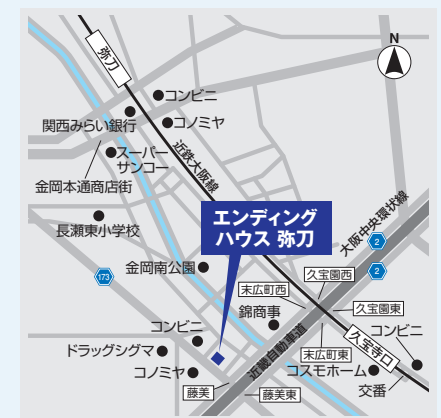 N
弥刀
コンビニ
関西みらい銀行
コノミヤ
スーパー
サンコー
近鉄大阪線
金岡本通商店街
エンディング
ハウス 弥刀
大阪中央環状線
2
長瀬東小学校
2
173
金岡南公園
久宝園西
末広町西
久宝園東
錦商事
近畿自動車道
久宝寺口
コンビニ
コンビニ
ドラッグシグマ
末広町東
コスモホーム
コノミヤ
交番
藤美
藤美東